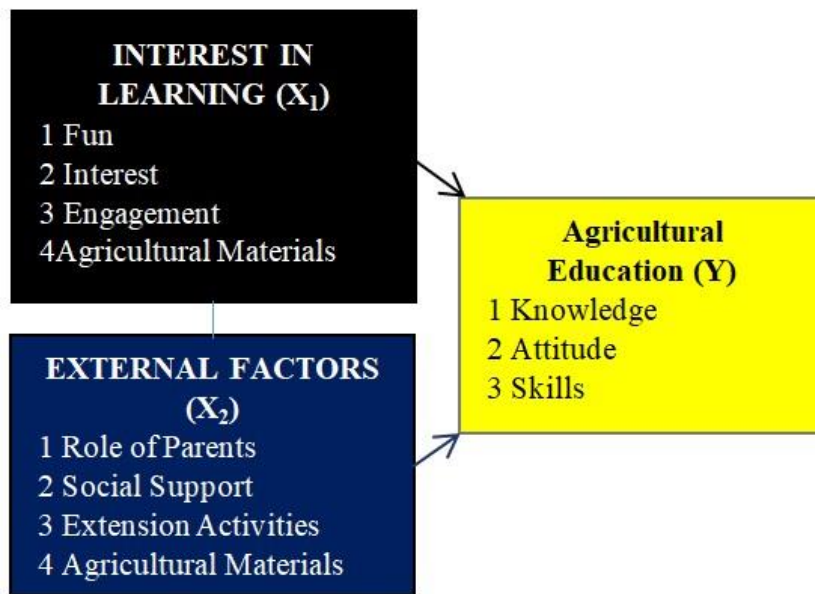 INTEREST IN
LEARNING (X₁)
1 Fun
2 Interest
3 Engagement
4Agricultural Materials
EXTERNAL FACTORS
(X₂)
1 Role of Parents
2 Social Support
3 Extension Activities
4 Agricultural Materials
Agricultural
Education (Y)
1 Knowledge
2 Attitude
3 Skills